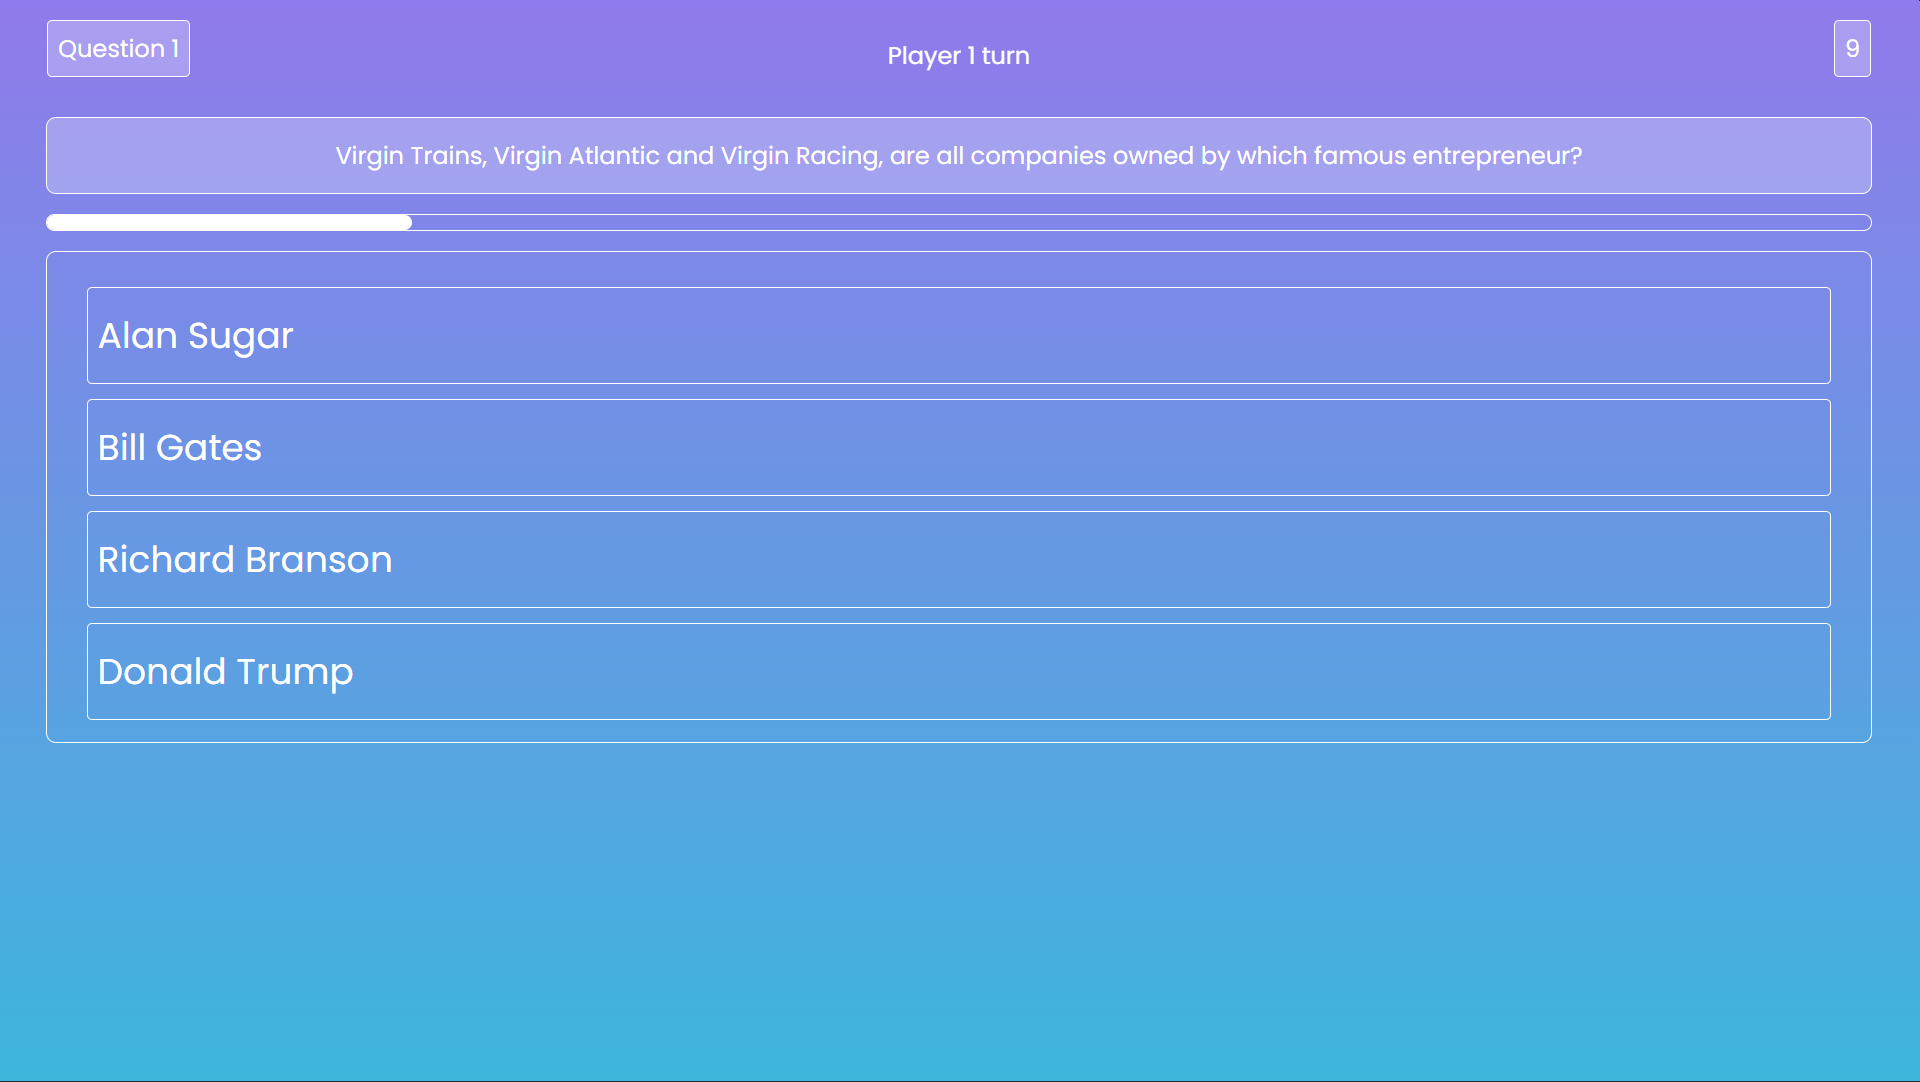 Question 1
Player 1 turn
9
Virgin Trains, Virgin Atlantic and Virgin Racing, are all companies owned by which famous entrepreneur?
Alan Sugar
Bill Gates
Richard Branson
Donald Trump